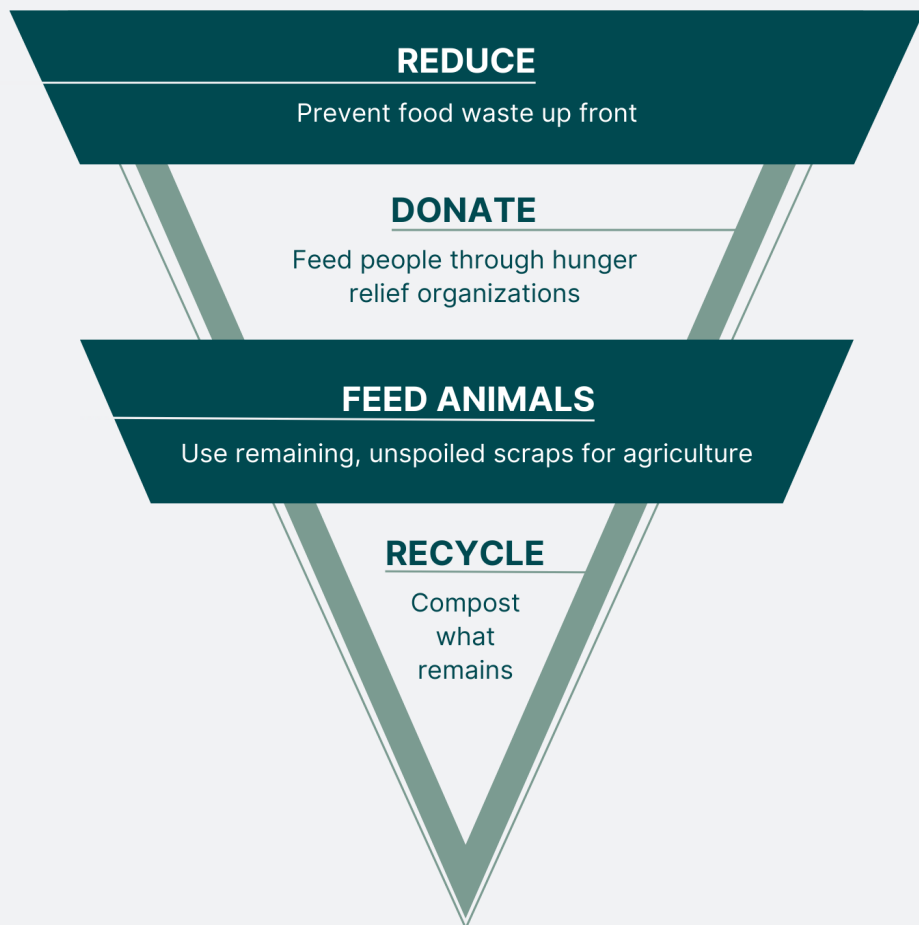 REDUCE
Prevent food waste up front
DONATE
Feed people through hunger
relief organizations
FEED ANIMALS
Use remaining, unspoiled scraps for agriculture
RECYCLE
Compost
what
remains